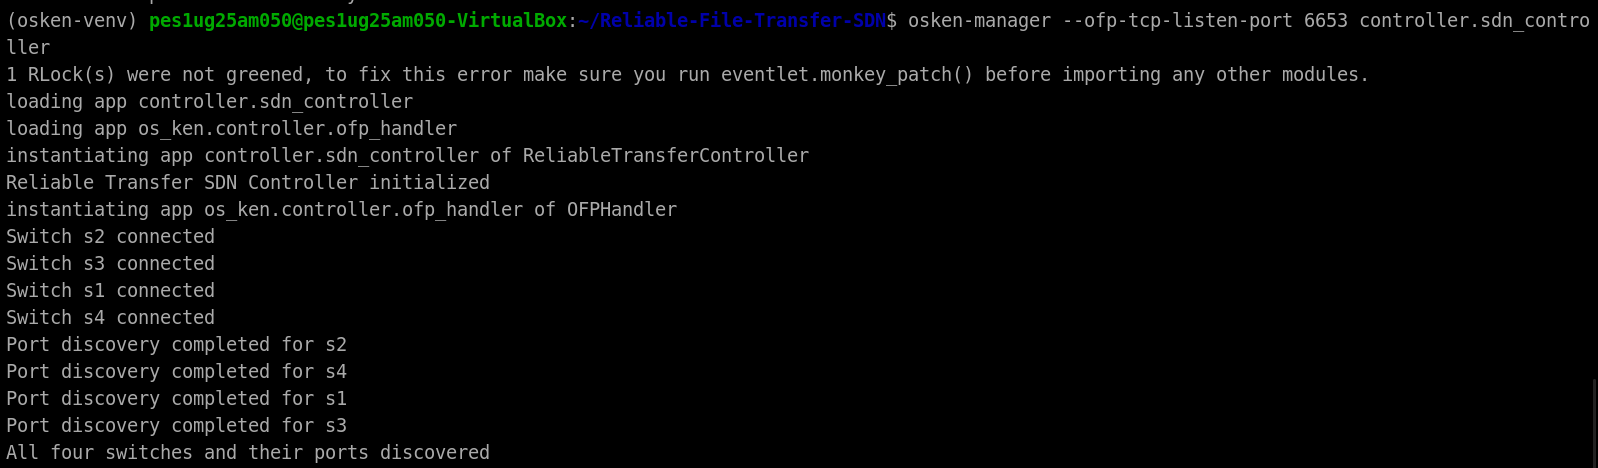 (osken-venv) pes1ug25am050@pes1ug25am050-VirtualBox:~/Reliable-File-Transfer-SDN$ osken-manager --ofp-tcp-listen-port 6653 controller.sdn_contro
ller
1 RLock(s) were not greened, to fix this error make sure you run eventlet.monkey_patch() before importing any other modules.
loading app controller.sdn_controller
loading app os_ken.controller.ofp_handler
instantiating app controller.sdn_controller of ReliableTransferController
Reliable Transfer SDN Controller initialized
instantiating app os_ken.controller.ofp_handler of OFPHandler
Switch s2 connected
Switch s3 connected
Switch s1 connected
Switch s4 connected
Port discovery completed for s2
Port discovery completed for s4
Port discovery completed for s1
Port discovery completed for s3
All four switches and their ports discovered